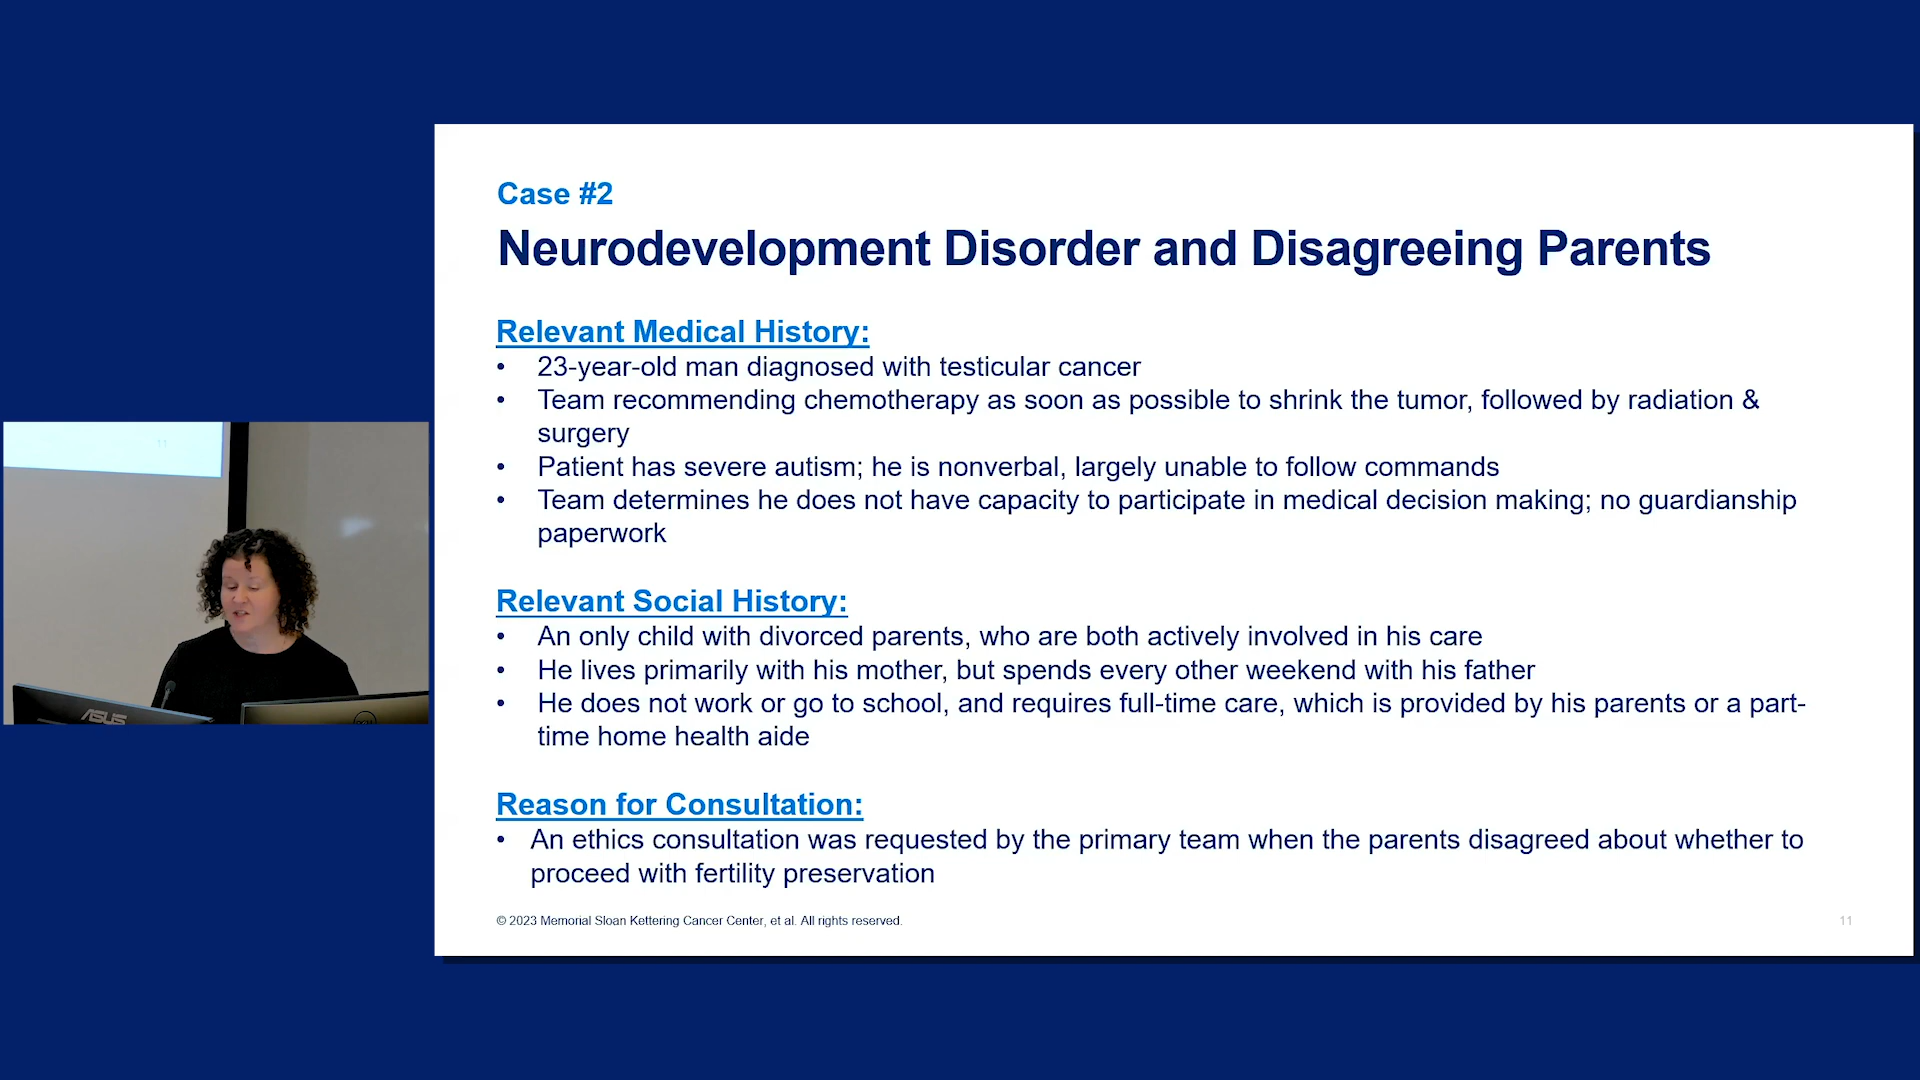 Case #2
Neurodevelopment Disorder and Disagreeing Parents
Relevant Medical History:
• 23-year-old man diagnosed with testicular cancer
• Team recommending chemotherapy as soon as possible to shrink the tumor, followed by radiation &
surgery
• Patient has severe autism; he is nonverbal, largely unable to follow commands
• Team determines he does not have capacity to participate in medical decision making; no guardianship
paperwork
Relevant Social History:
• An only child with divorced parents, who are both actively involved in his care
• He lives primarily with his mother, but spends every other weekend with his father
• He does not work or go to school, and requires full-time care, which is provided by his parents or a part-
time home health aide
Reason for Consultation:
• An ethics consultation was requested by the primary team when the parents disagreed about whether to
proceed with fertility preservation
© 2023 Memorial Sloan Kettering Cancer Center, et al. All rights reserved.
11
11
ASUS